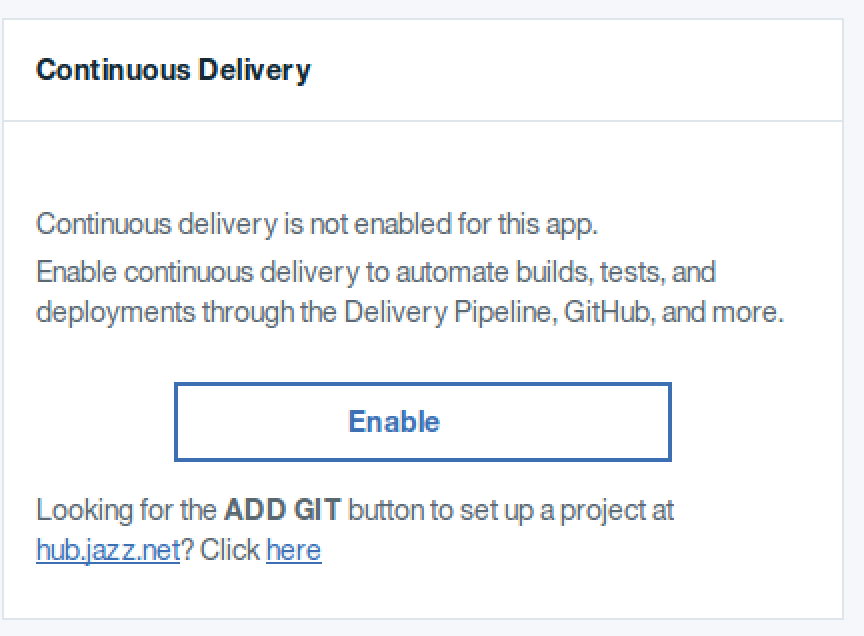 Continuous Delivery
Continuous delivery is not enabled for this app.
Enable continuous delivery to automate builds, tests, and
deployments through the Delivery Pipeline, GitHub, and more.
Enable
Looking for the ADD GIT button to set up a project at
hub.jazz.net? Click here